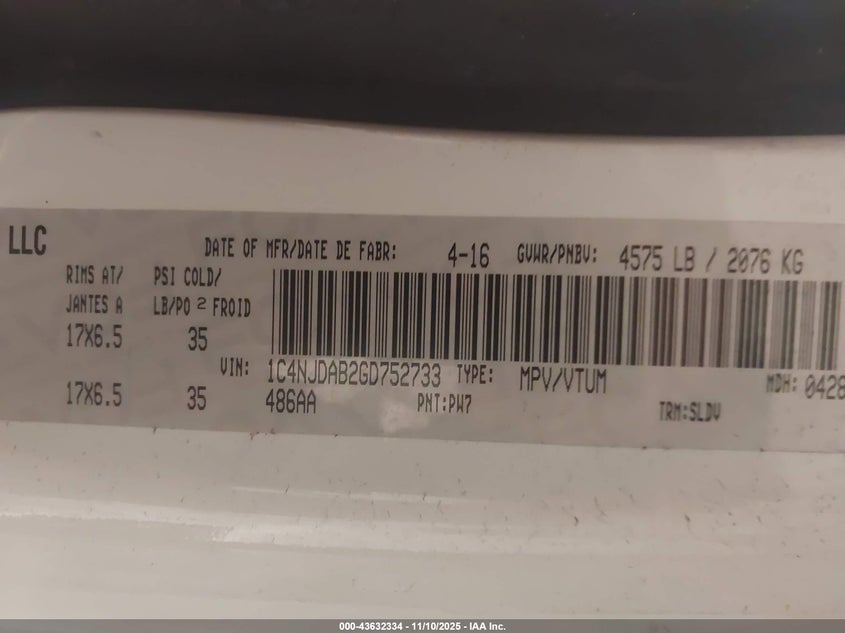 LLC
DATE OF MFR/DATE DE FABR: 4-16 GVWR/PNBV: 4575 LB / 2076 KG
RIMS AT/ PSI COLD/
JANTES A LB/PO 2 FROID
17X6.5 35
VIN: 1C4NJDAB2GD752733 TYPE: MPV/VTUM MDH: 0428
17X6.5 35 486AA PNT:PW7 TRM:SLDV
000-43632334 - 11/10/2025 - IAA Inc.